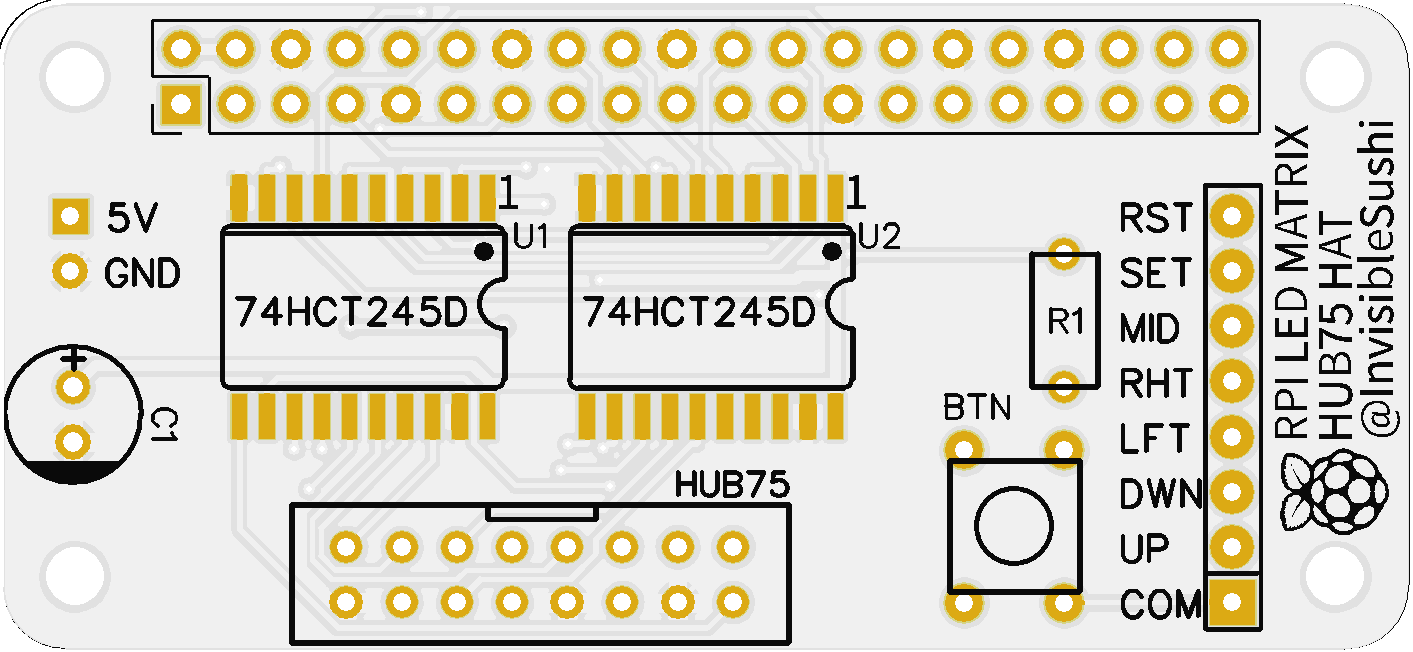 1
U1
1
U2
5V
GND
74HCT245D
74HCT245D
R1
+
C1
BTN
HUB75
RST
SET
MID
RHT
LFT
DWN
UP
COM
RPI LED MATRIX
HUB75 HAT
@InvisibleSushi